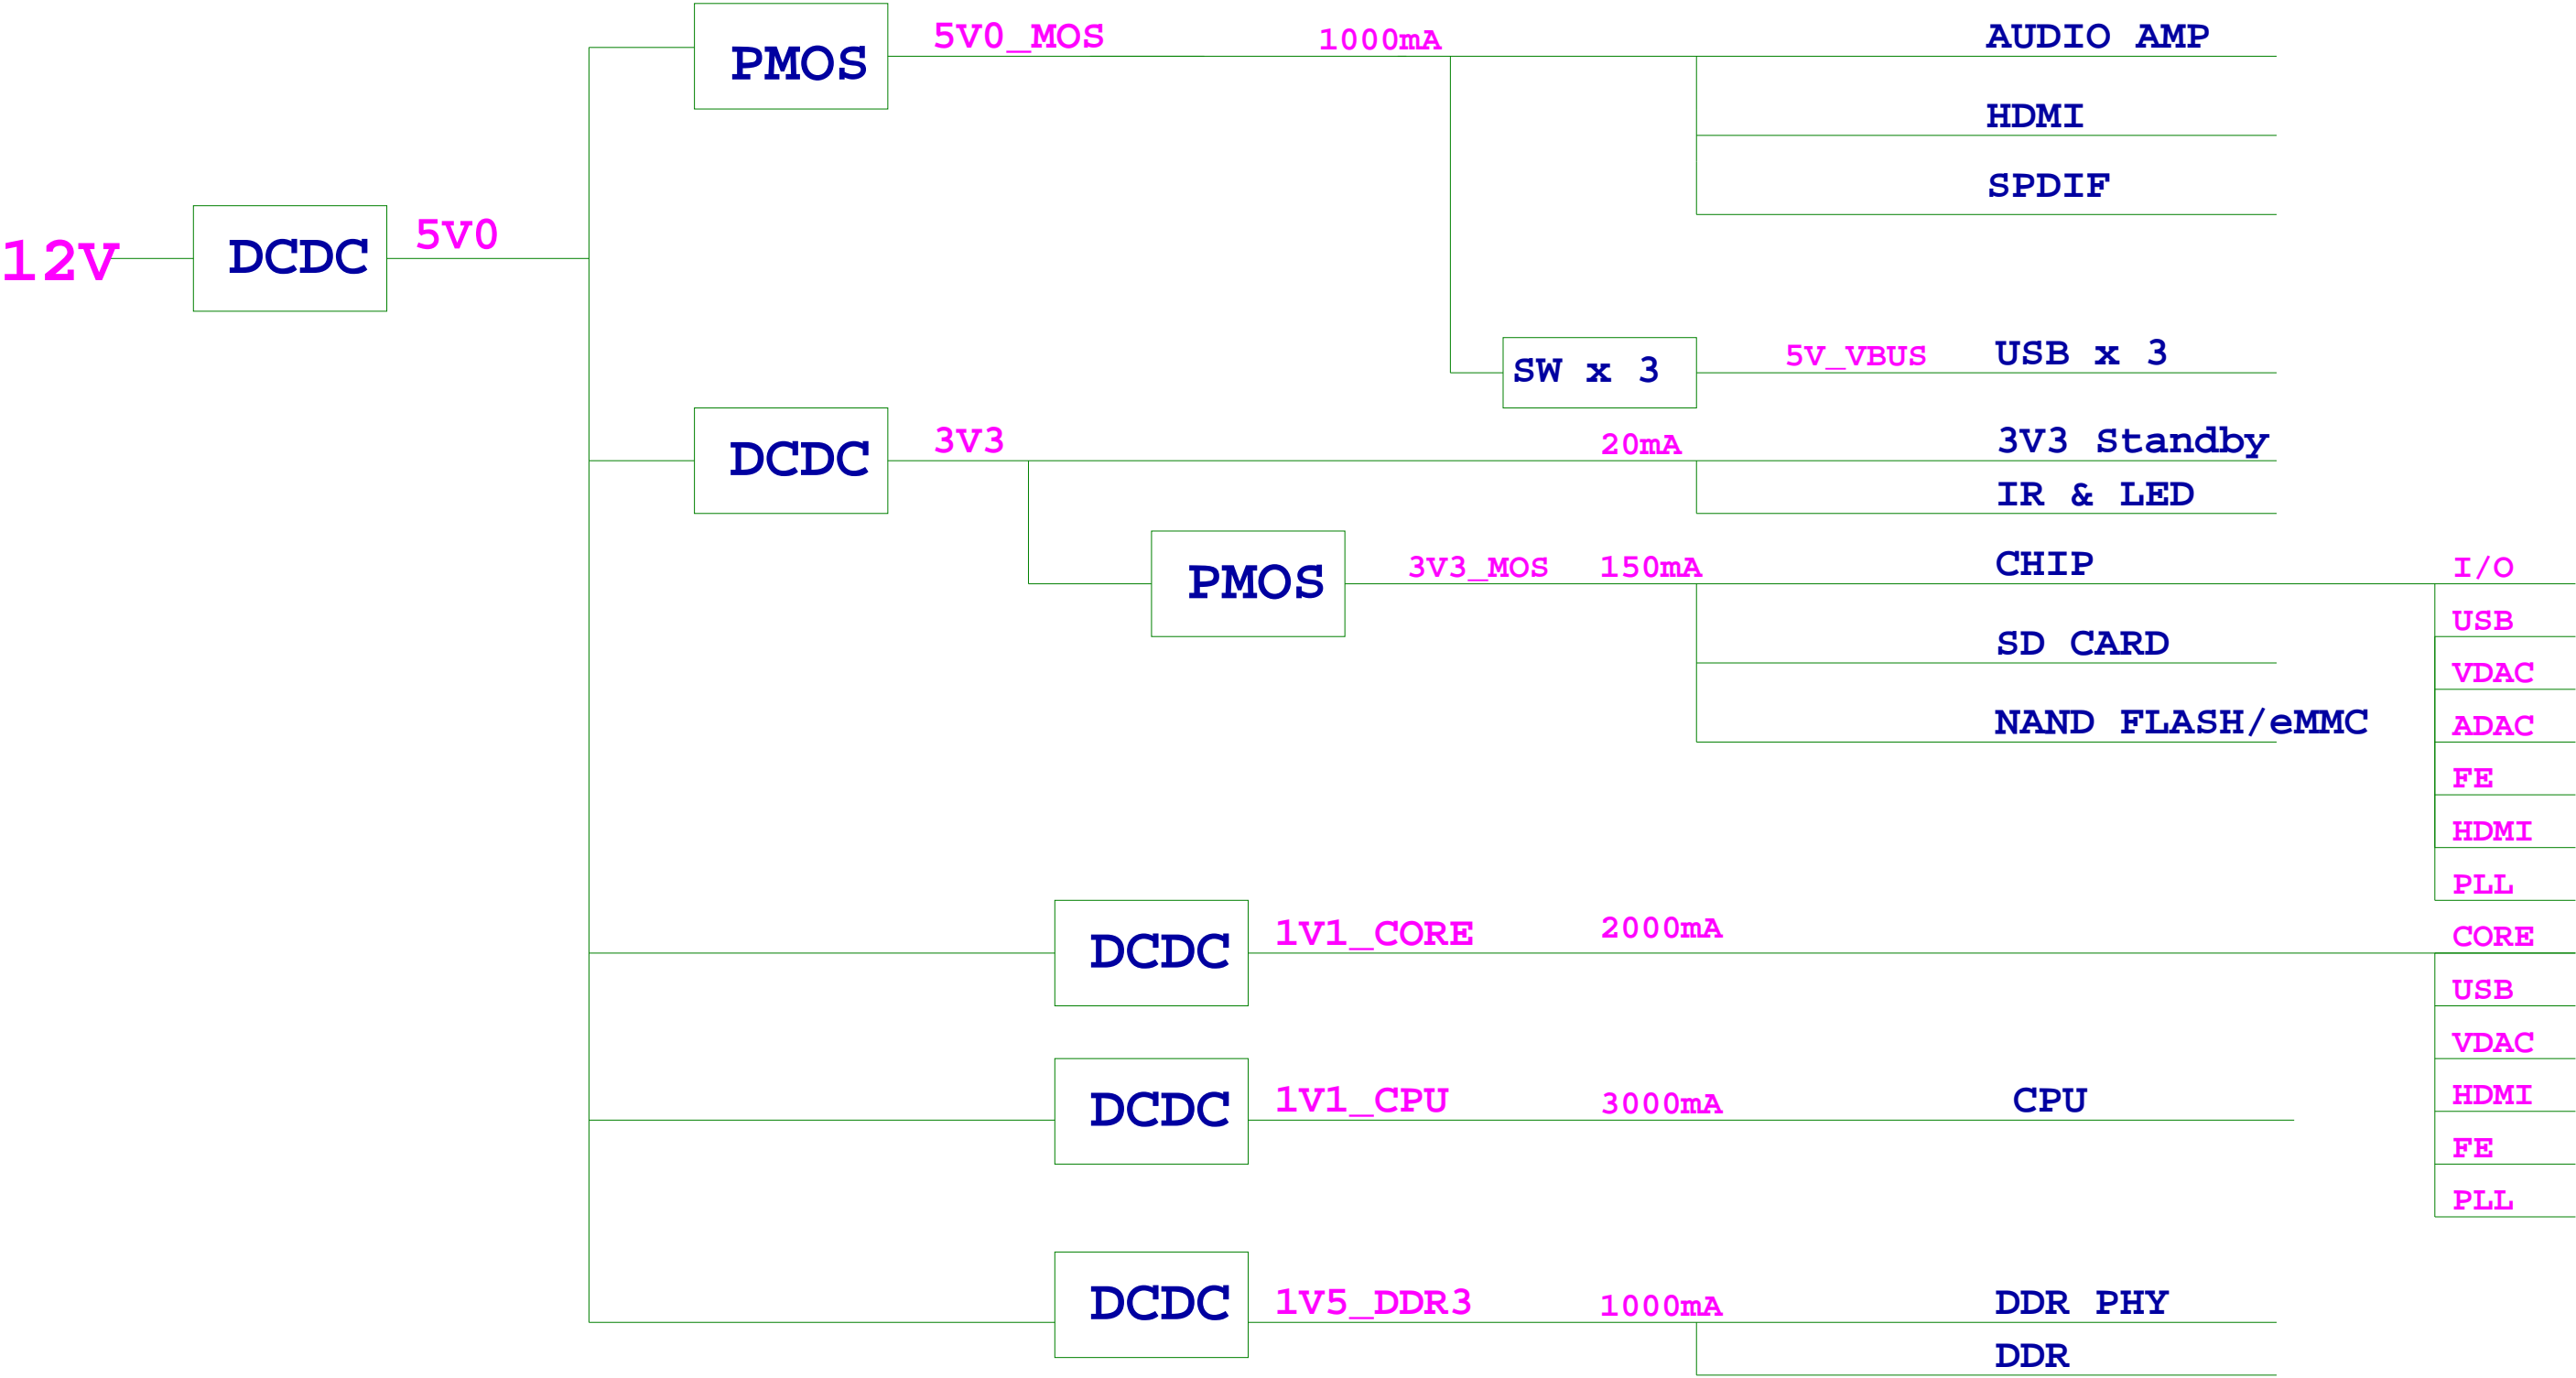 5V0_MOS 1000mA AUDIO AMP
PMOS
HDMI
SPDIF
12V DCDC 5V0
SW x 3 5V_VBUS USB x 3
DCDC 3V3 20mA 3V3 Standby
IR & LED
PMOS 3V3_MOS 150mA CHIP I/O
USB
SD CARD
VDAC
NAND FLASH/eMMC ADAC
FE
HDMI
PLL
DCDC 1V1_CORE 2000mA CORE
USB
VDAC
DCDC 1V1_CPU 3000mA CPU HDMI
FE
PLL
DCDC 1V5_DDR3 1000mA DDR PHY
DDR